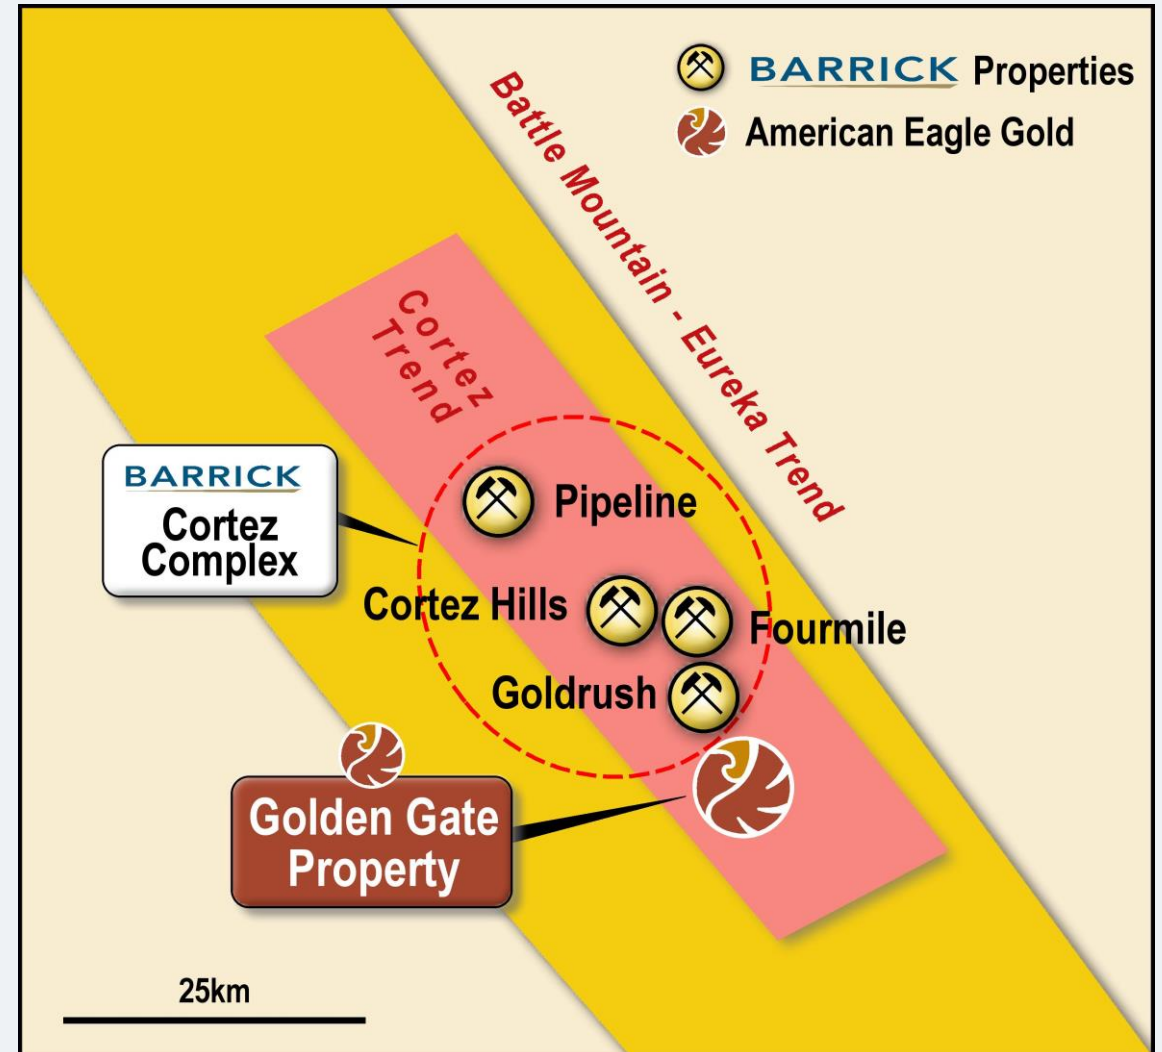 BARRICK Properties
American Eagle Gold
Battle Mountain - Eureka Trend
Cortez
Trend
BARRICK
Cortez
Complex
Pipeline
Cortez Hills
Fourmile
Goldrush
Golden Gate
Property
25km